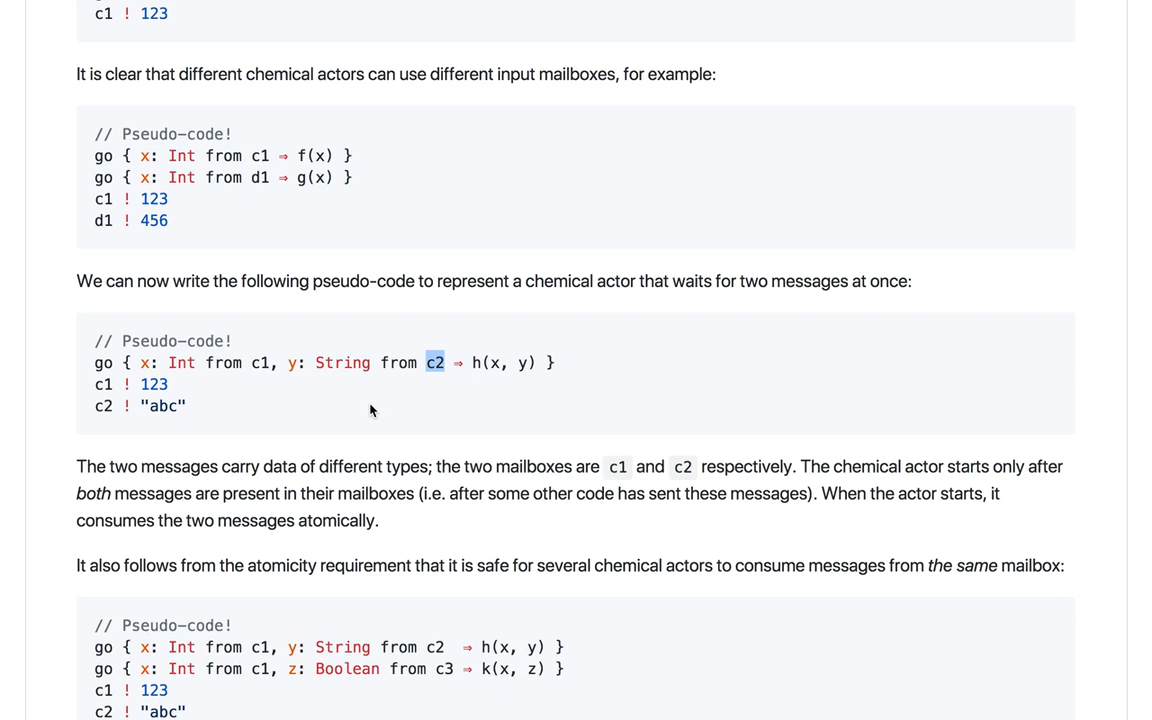 c1 ! 123
It is clear that different chemical actors can use different input mailboxes, for example:
// Pseudo-code!
go { x: Int from c1 ⇒ f(x) }
go { x: Int from d1 ⇒ g(x) }
c1 ! 123
d1 ! 456
We can now write the following pseudo-code to represent a chemical actor that waits for two messages at once:
// Pseudo-code!
go { x: Int from c1, y: String from c2 ⇒ h(x, y) }
c1 ! 123
c2 ! "abc"
The two messages carry data of different types; the two mailboxes are c1 and c2 respectively. The chemical actor starts only after
both messages are present in their mailboxes (i.e. after some other code has sent these messages). When the actor starts, it
consumes the two messages atomically.
It also follows from the atomicity requirement that it is safe for several chemical actors to consume messages from the same mailbox:
// Pseudo-code!
go { x: Int from c1, y: String from c2  ⇒ h(x, y) }
go { x: Int from c1, z: Boolean from c3 ⇒ k(x, z) }
c1 ! 123
c2 ! "abc"